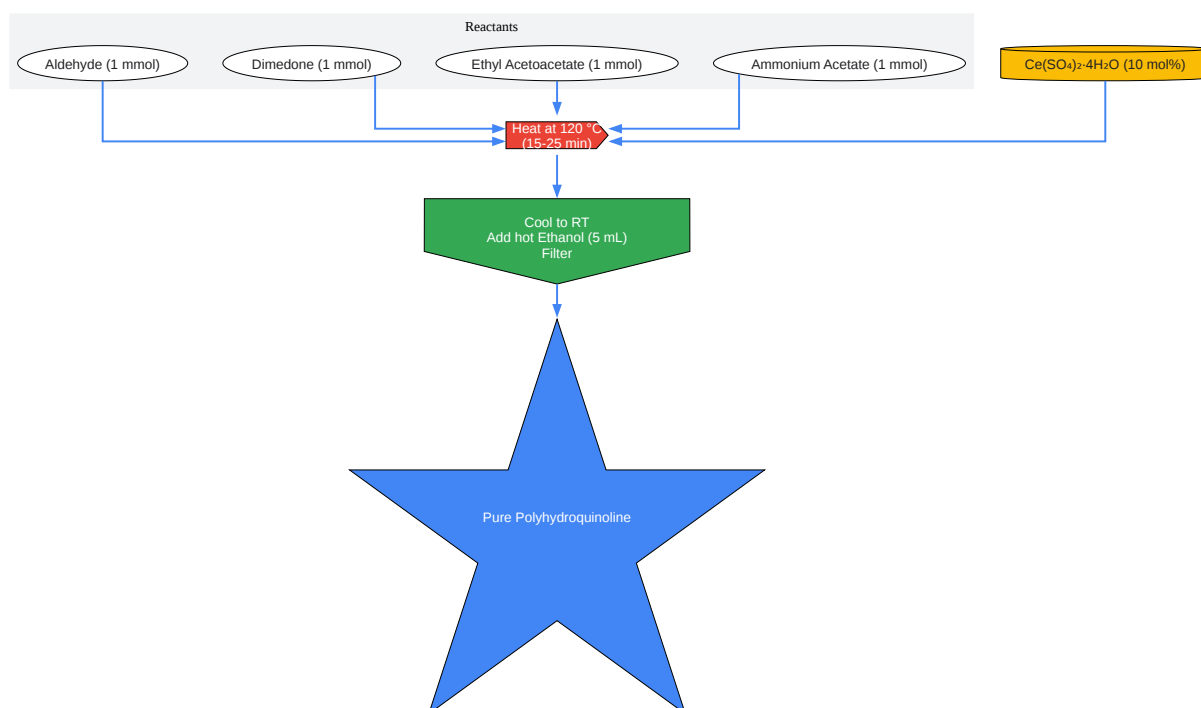 Reactants
Aldehyde (1 mmol)
Dimedone (1 mmol)
Ethyl Acetoacetate (1 mmol)
Ammonium Acetate (1 mmol)
Ce(SO₄)₂·4H₂O (10 mol%)
Heat at 120 °C
(15-25 min)
Cool to RT
Add hot Ethanol (5 mL)
Filter
Pure Polyhydroquinoline